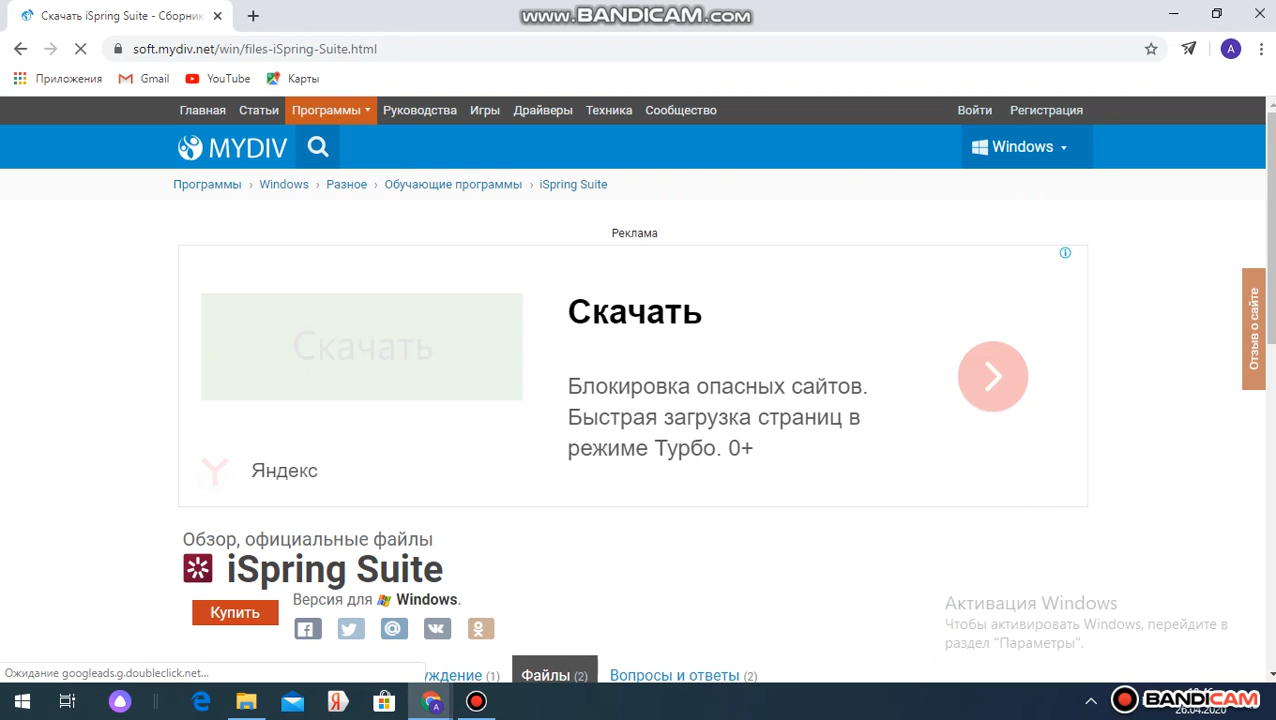 Скачать iSpring Suite - Сборник
www.BANDICAM.com
soft.mydiv.net/win/files-iSpring-Suite.html
A
Приложения Gmail YouTube Карты
Главная Статьи Программы Руководства Игры Драйверы Техника Сообщество Войти Регистрация
MYDIV Windows
Программы › Windows › Разное › Обучающие программы › iSpring Suite
Реклама
Скачать
Скачать
Блокировка опасных сайтов.
Быстрая загрузка страниц в
режиме Турбо. 0+
Яндекс
Отзыв о сайте
Обзор, официальные файлы
iSpring Suite
Купить
Версия для Windows.
Активация Windows
Чтобы активировать Windows, перейдите в
раздел "Параметры".
Ожидание googleads.g.doubleclick.net...
уждение (1) Файлы (2) Вопросы и ответы (2)
BANDICAM
26.04.2020